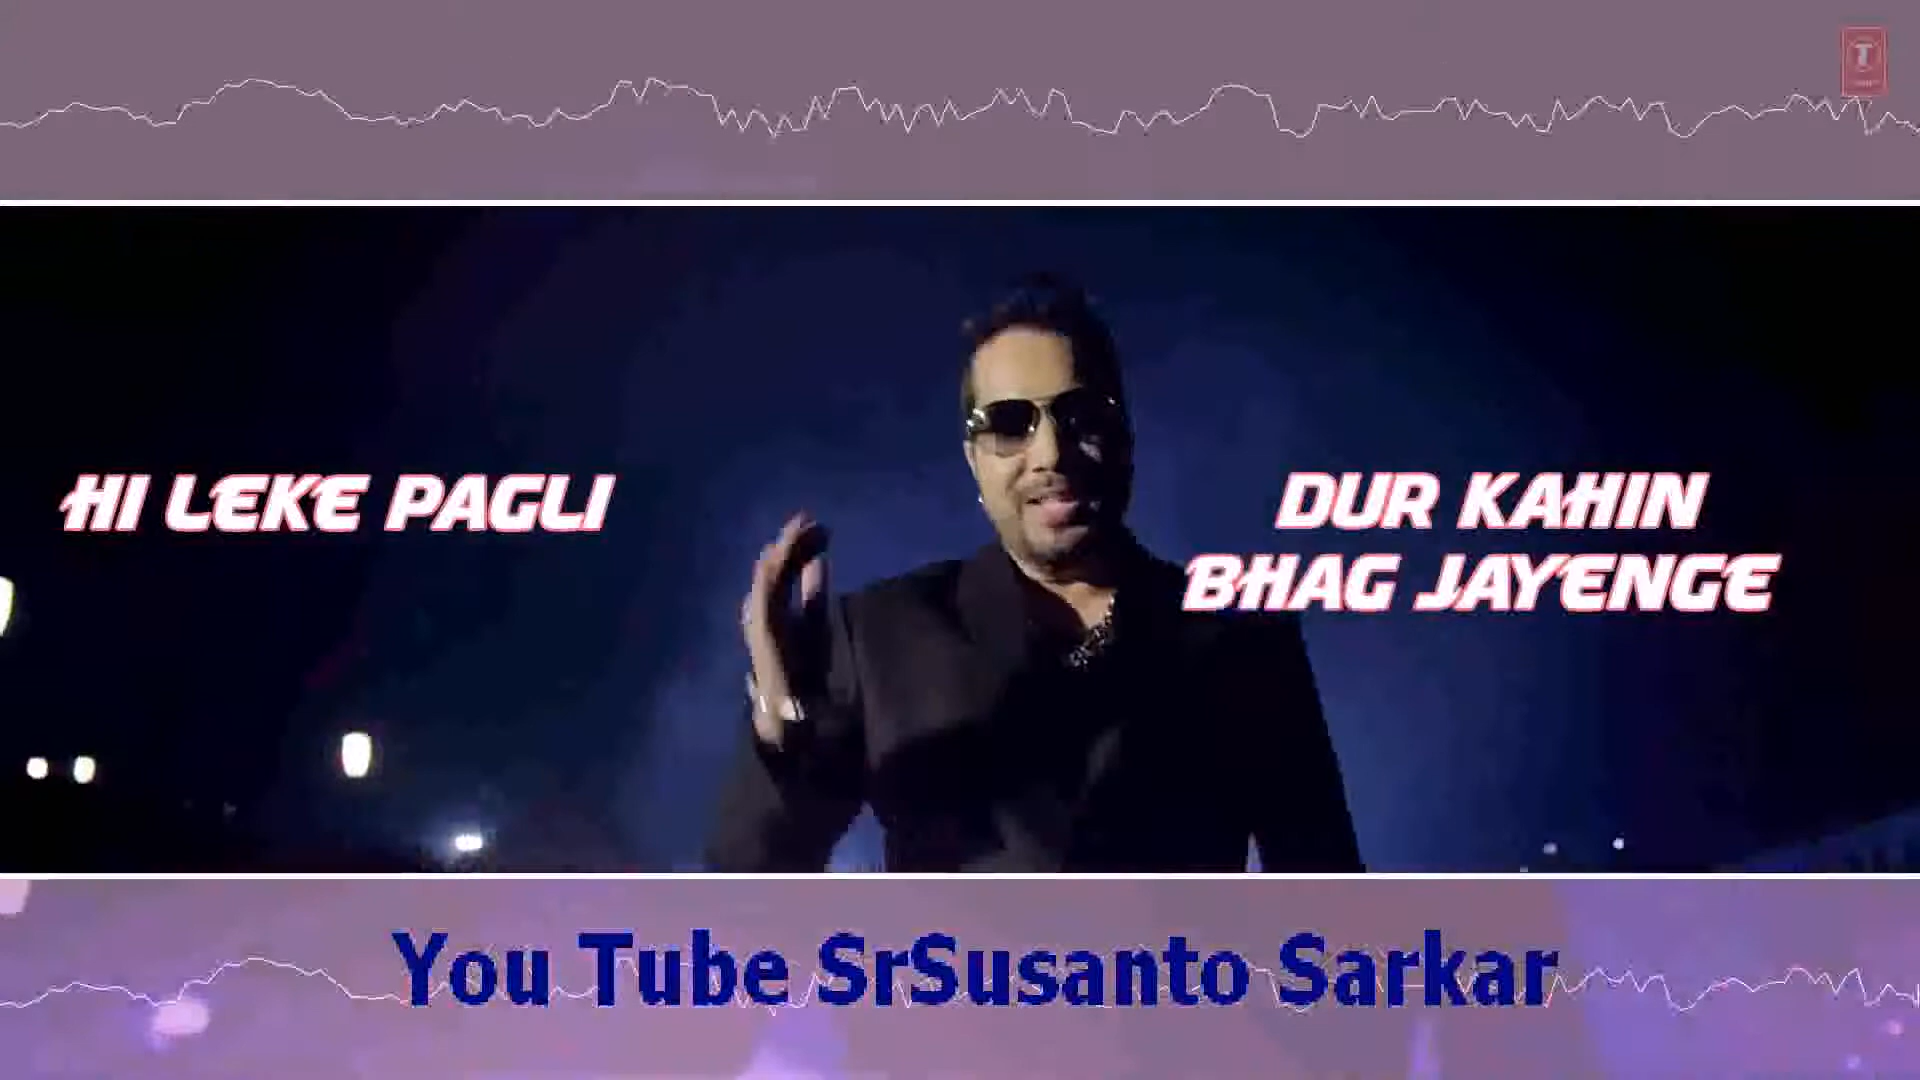 T
HI LEKE PAGLI
DUR KAHIN
BHAG JAYENGE
You Tube SrSusanto Sarkar